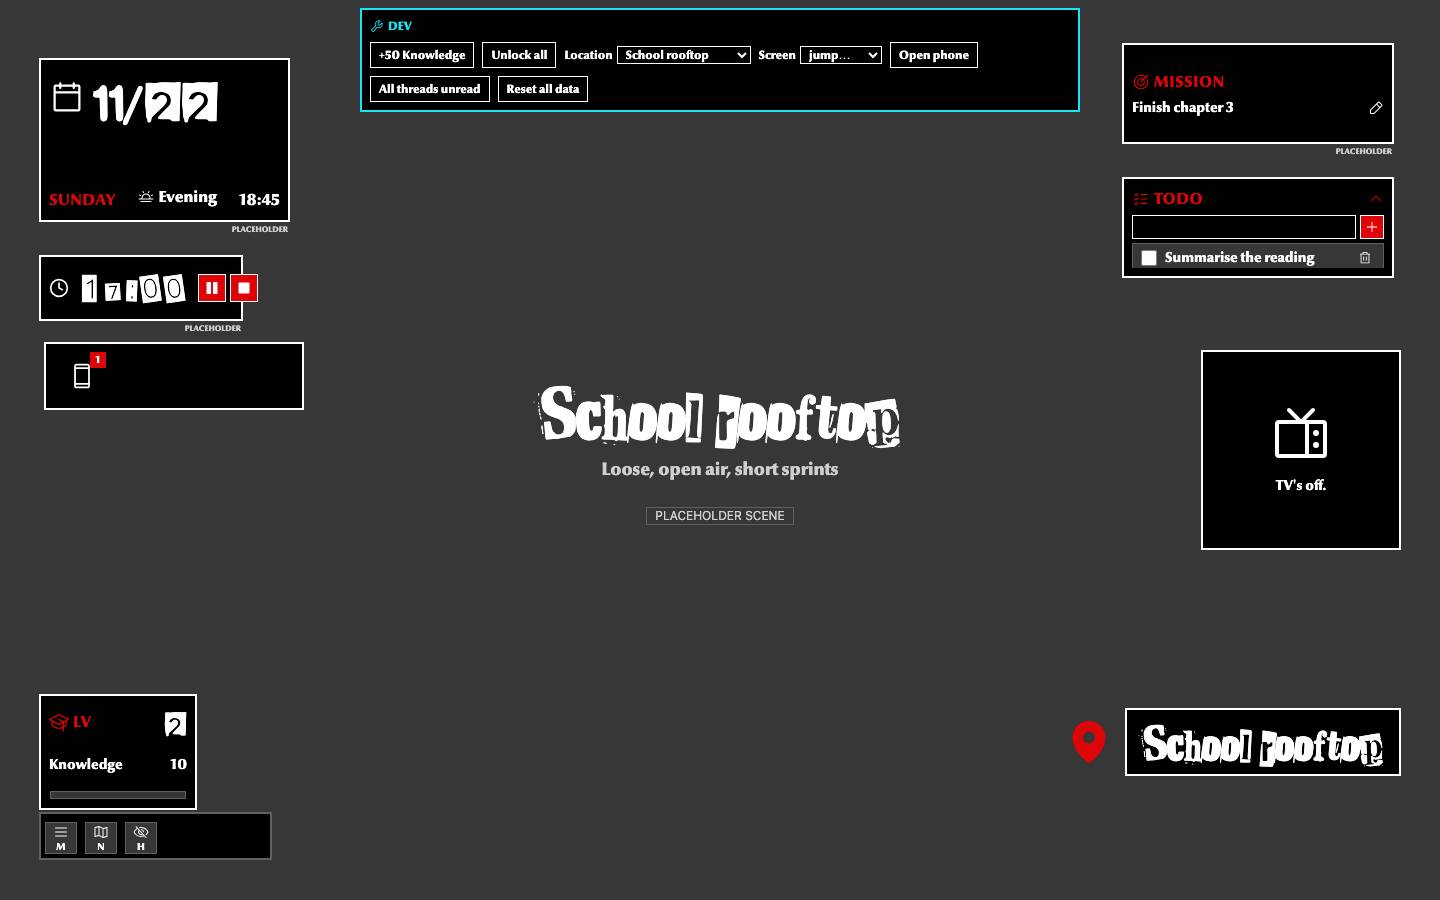 DEV
+50 Knowledge Unlock all Location School rooftop Screen jump... Open phone
All threads unread Reset all data
11/22
SUNDAY Evening 18:45
PLACEHOLDER
17:00
PLACEHOLDER
1
MISSION
Finish chapter 3
PLACEHOLDER
TODO
Summarise the reading
School rooftop
Loose, open air, short sprints
PLACEHOLDER SCENE
TV's off.
LV 2
Knowledge 10
M N H
School rooftop